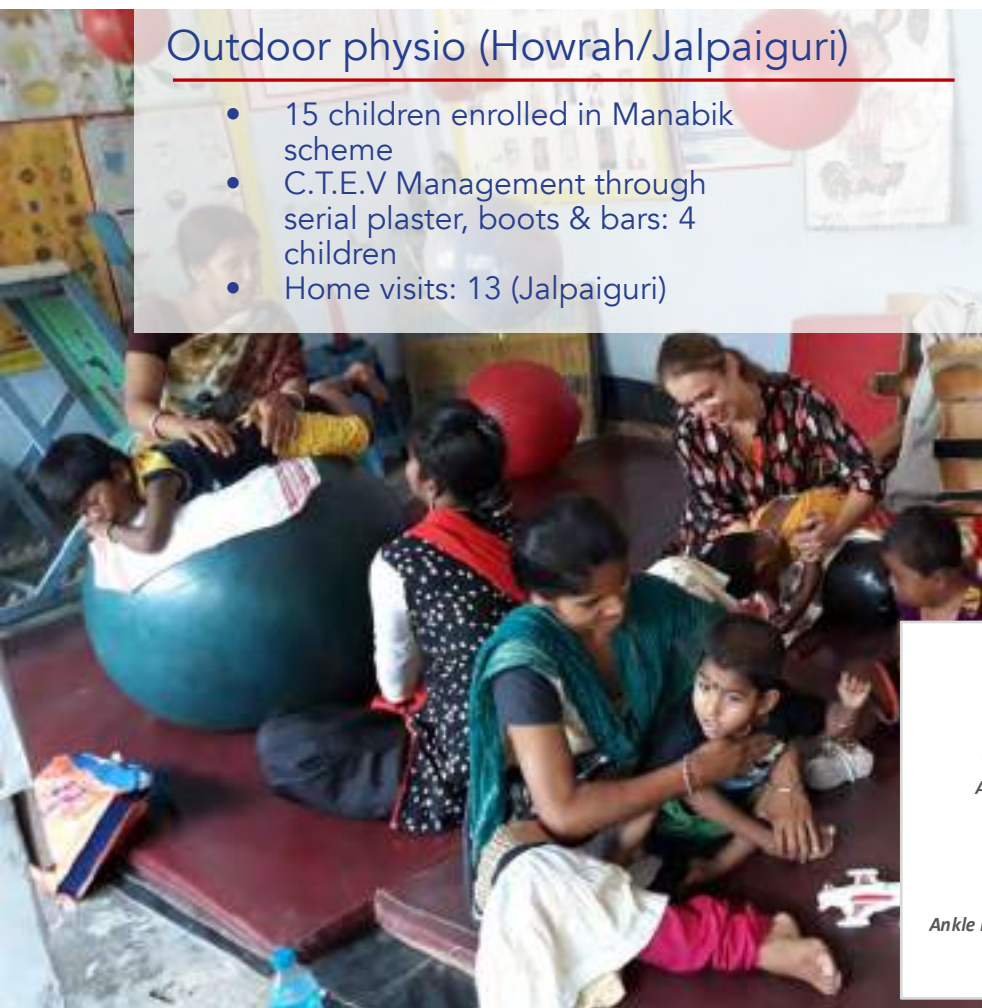 Outdoor physio (Howrah/Jalpaiguri)
• 15 children enrolled in Manabik
scheme
• C.T.E.V Management through
serial plaster, boots & bars: 4
children
• Home visits: 13 (Jalpaiguri)
A
Ankle